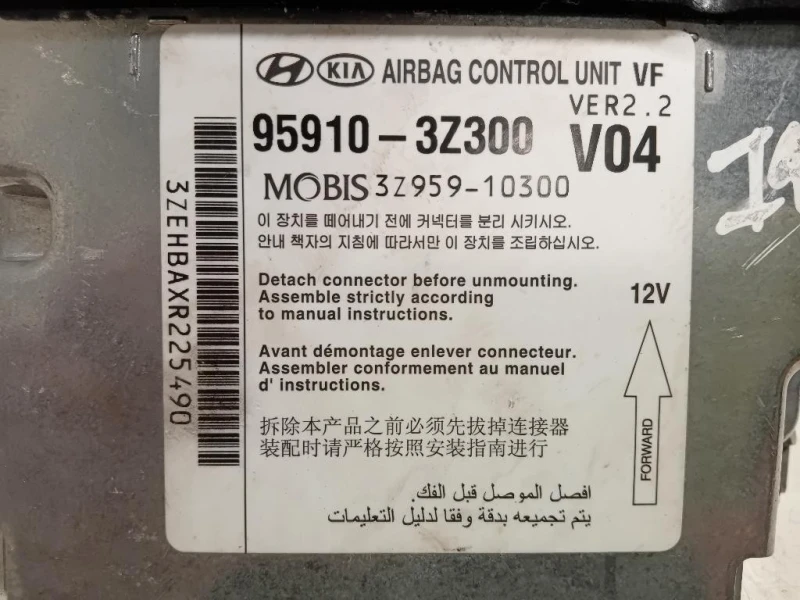 KIA AIRBAG CONTROL UNIT VF
VER2.2
95910-3Z300 V04
MOBIS 3Z959-10300
이 장치를 떼어내기 전에 커넥터를 분리 시키시오.
안내 책자의 지침에 따라서만 이 장치를 조립하십시오.
Detach connector before unmounting.
Assemble strictly according
to manual instructions.
12V
Avant démontage enlever connecteur.
Assembler conformement au manuel
d' instructions.
拆除本产品之前必须先拔掉连接器
装配时请严格按照安装指南进行
افصل الموصل قبل الفك.
يتم تجميعه بدقة وفقا لدليل التعليمات
FORWARD
3ZEHBAXR225490